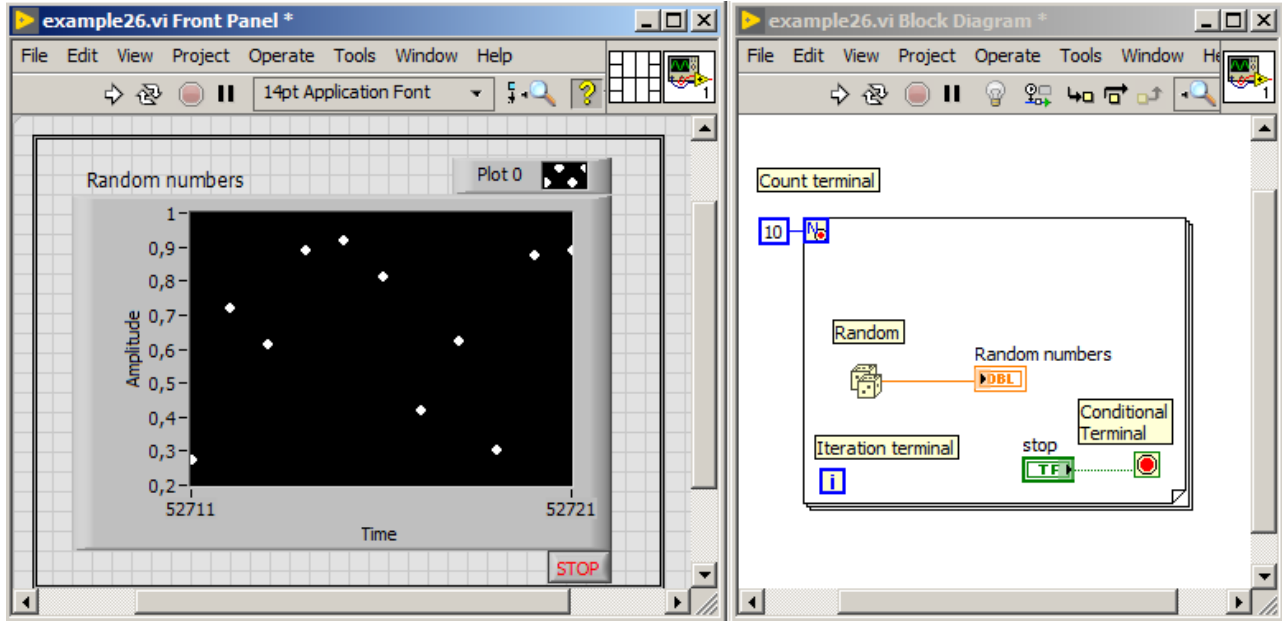 example26.vi Front Panel *
File Edit View Project Operate Tools Window Help
14pt Application Font
1
Random numbers
Plot 0
1
0,9
0,8
0,7
0,6
0,5
0,4
0,3
0,2
Amplitude
52711 52721
Time
STOP
example26.vi Block Diagram *
File Edit View Project Operate Tools Window He
1
Count terminal
10 N
Random
Random numbers
DBL
Conditional
Terminal
Iteration terminal
stop
TF
i